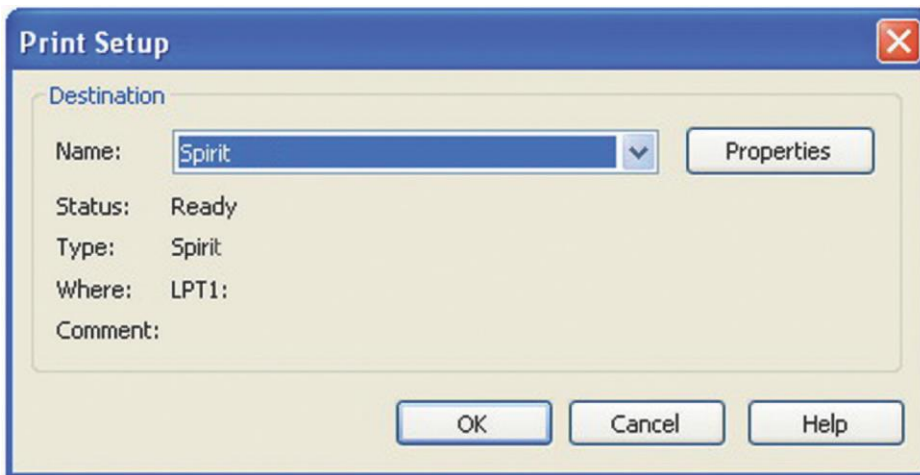 Print Setup
Destination
Name: Spirit Properties
Status: Ready
Type: Spirit
Where: LPT1:
Comment:
OK Cancel Help